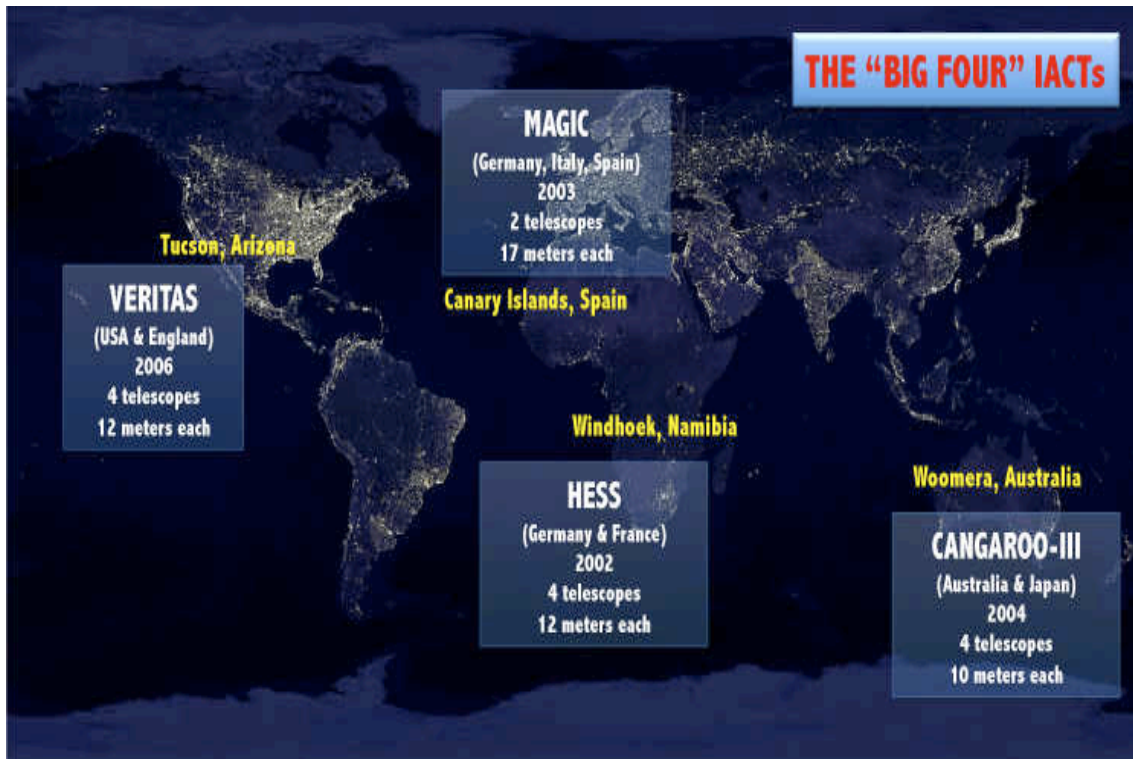 THE “BIG FOUR” IACTs
MAGIC
(Germany, Italy, Spain)
2003
2 telescopes
17 meters each
Canary Islands, Spain
Tucson, Arizona
VERITAS
(USA & England)
2006
4 telescopes
12 meters each
Windhoek, Namibia
HESS
(Germany & France)
2002
4 telescopes
12 meters each
Woomera, Australia
CANGAROO-III
(Australia & Japan)
2004
4 telescopes
10 meters each